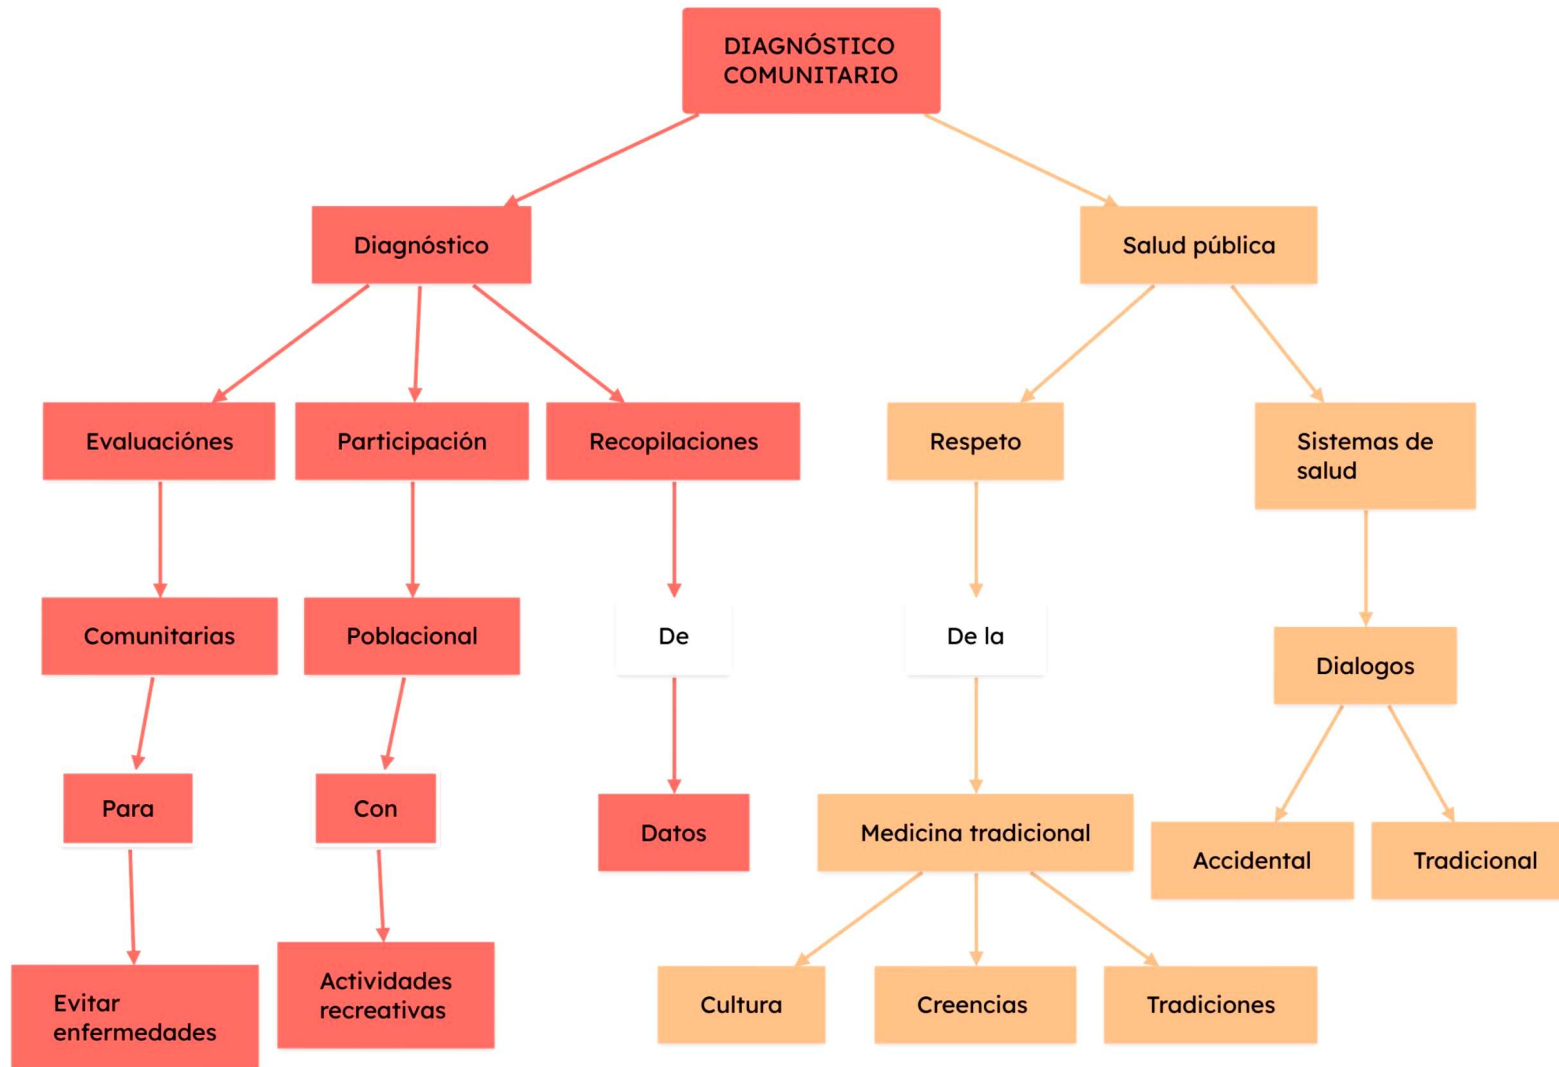 DIAGNÓSTICO
COMUNITARIO
Diagnóstico
Salud pública
Evaluaciónes
Participación
Recopilaciones
Respeto
Sistemas de
salud
Comunitarias
Poblacional
De
De la
Dialogos
Para
Con
Datos
Medicina tradicional
Accidental
Tradicional
Evitar
enfermedades
Actividades
recreativas
Cultura
Creencias
Tradiciones